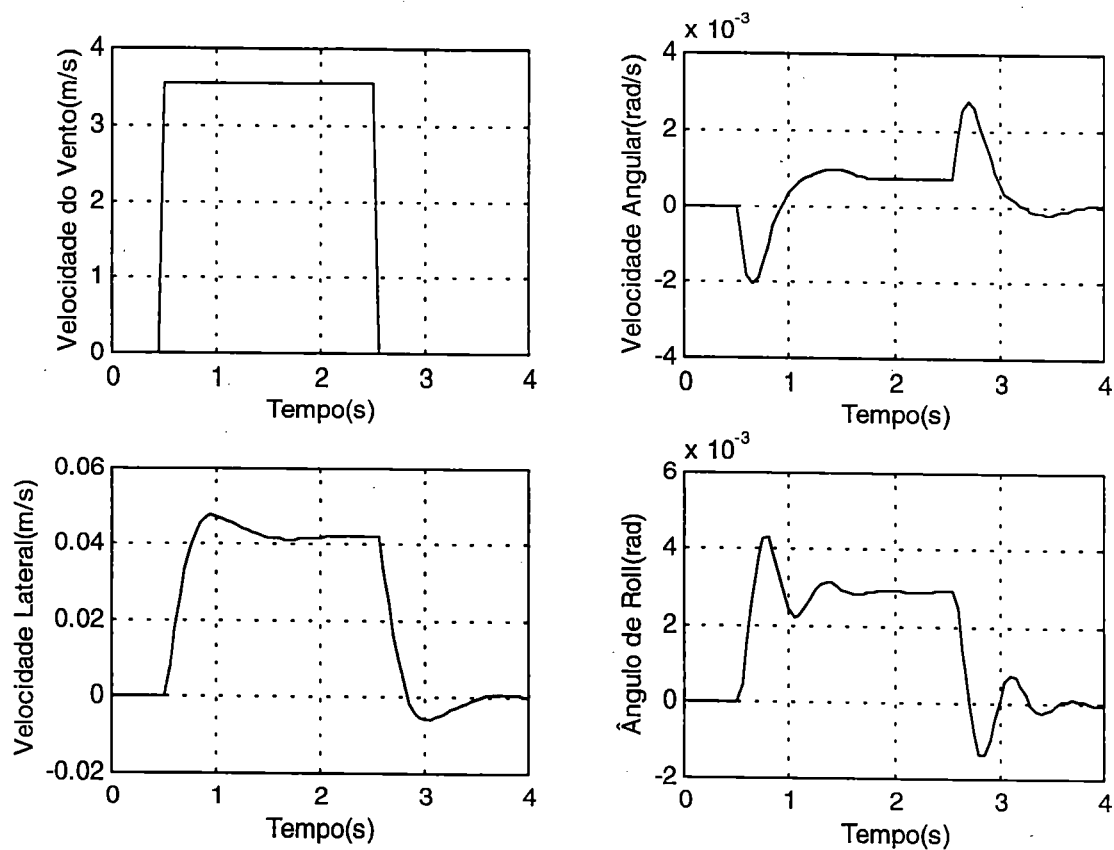 Velocidade do Vento(m/s)
4
3
2
1
0
0 1 2 3 4
Tempo(s)
x 10-3
Velocidade Angular(rad/s)
4
2
0
-2
-4
0 1 2 3 4
Tempo(s)
Velocidade Lateral(m/s)
0.06
0.04
0.02
0
-0.02
0 1 2 3 4
Tempo(s)
x 10-3
Ângulo de Roll(rad)
6
4
2
0
-2
0 1 2 3 4
Tempo(s)